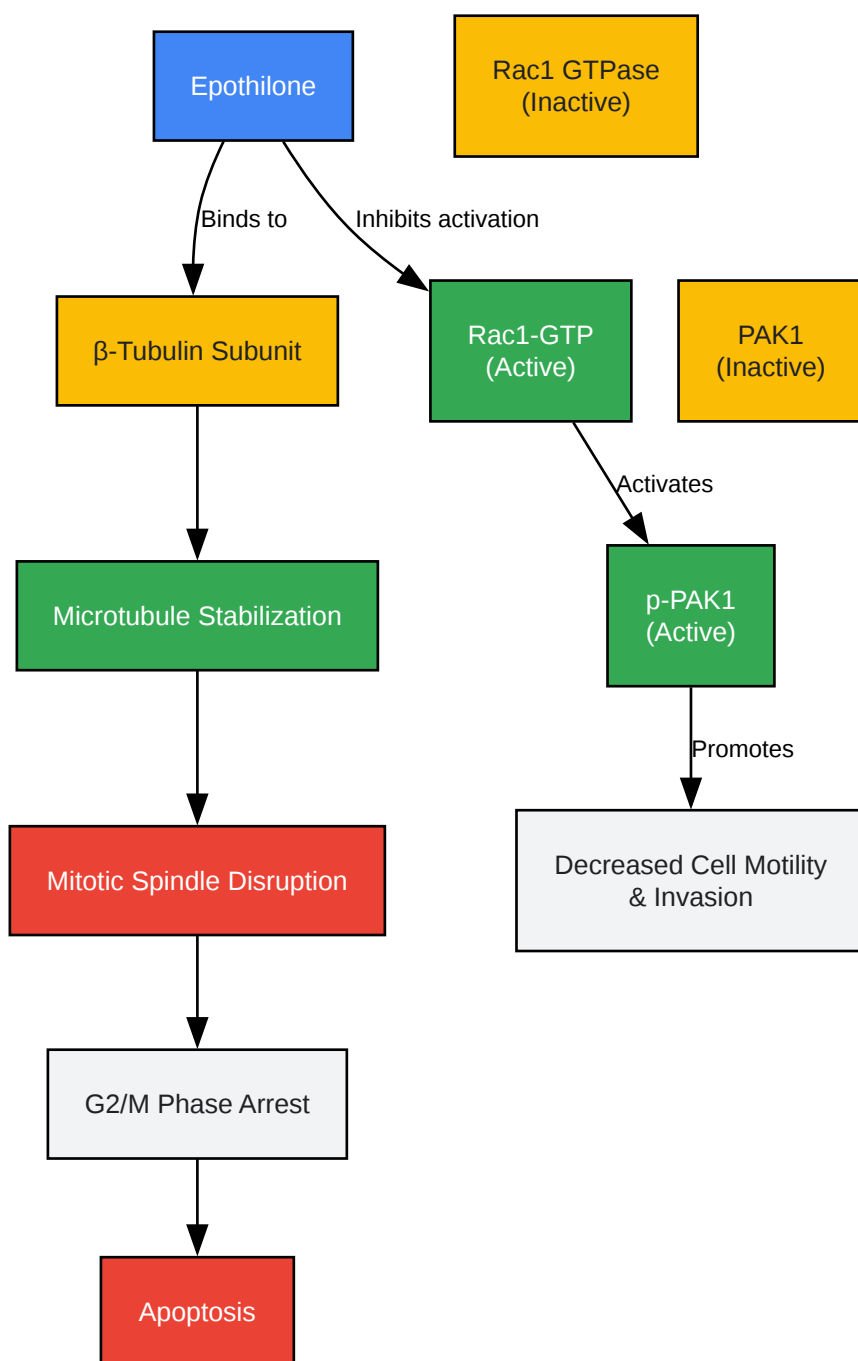 Epothilone
Rac1 GTPase
(Inactive)
Binds to
Inhibits activation
β-Tubulin Subunit
Rac1-GTP
(Active)
PAK1
(Inactive)
Activates
Microtubule Stabilization
p-PAK1
(Active)
Promotes
Mitotic Spindle Disruption
Decreased Cell Motility
& Invasion
G2/M Phase Arrest
Apoptosis